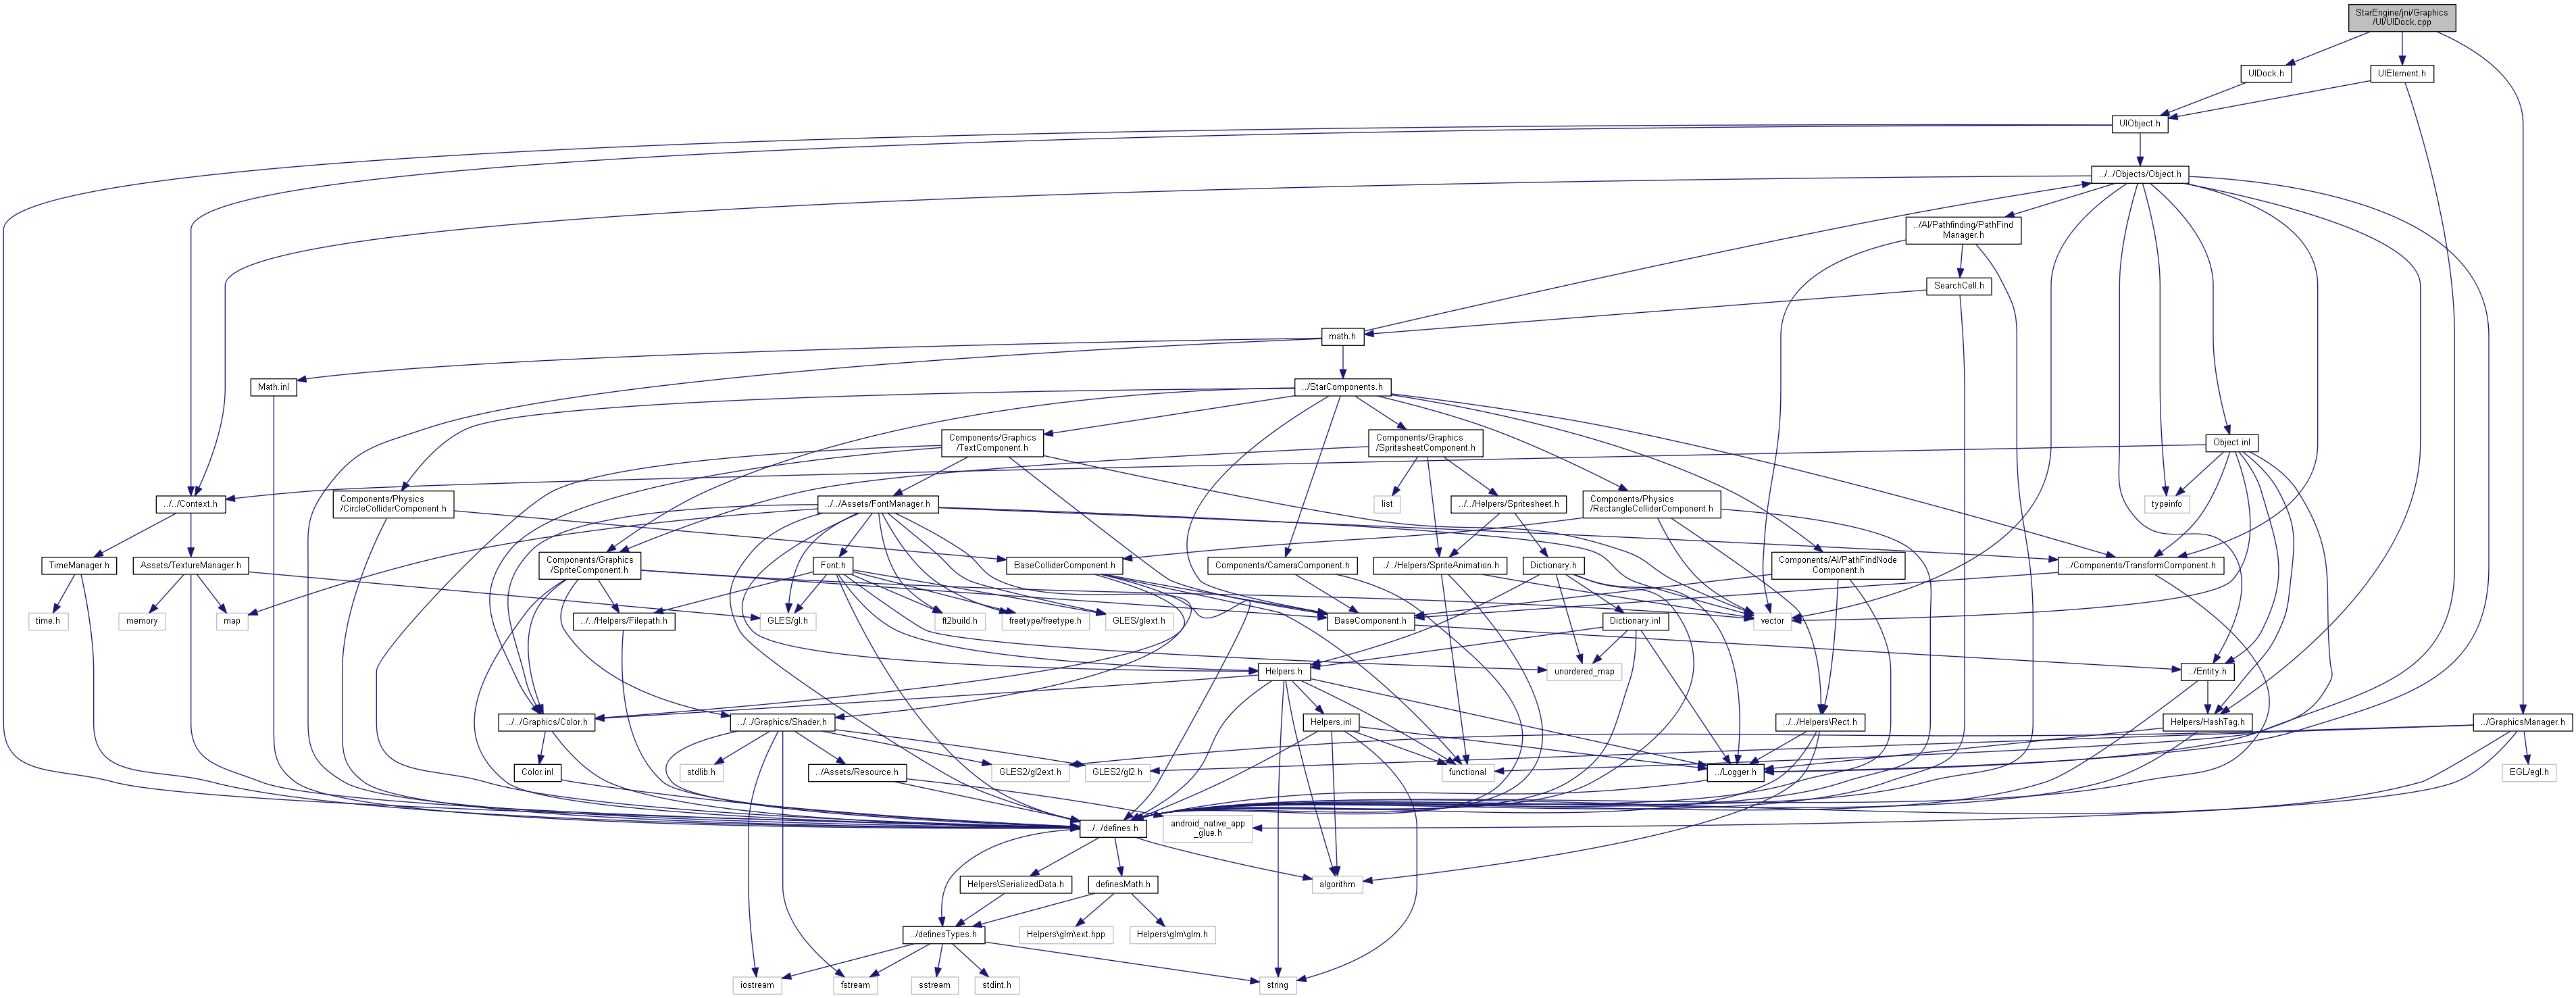 StarEngine/jni/Graphics
/UI/UIDock.cpp
UIDock.h
UIElement.h
UIObject.h
../../Objects/Object.h
../AI/Pathfinding/PathFind
Manager.h
SearchCell.h
math.h
Math.inl
../StarComponents.h
Components/Graphics
/TextComponent.h
Components/Graphics
/SpritesheetComponent.h
Object.inl
../../Context.h
Components/Physics
/CircleColliderComponent.h
../../Assets/FontManager.h
list
../../Helpers/Spritesheet.h
Components/Physics
/RectangleColliderComponent.h
typeinfo
TimeManager.h
Assets/TextureManager.h
Components/Graphics
/SpriteComponent.h
Font.h
BaseColliderComponent.h
Components/CameraComponent.h
../../Helpers/SpriteAnimation.h
Dictionary.h
Components/AI/PathFindNode
Component.h
../Components/TransformComponent.h
time.h
memory
map
../../Helpers/Filepath.h
GLES/gl.h
ft2build.h
freetype/freetype.h
GLES/glext.h
BaseComponent.h
Dictionary.inl
vector
Helpers.h
unordered_map
../Entity.h
../../Graphics/Color.h
../../Graphics/Shader.h
Helpers.inl
../../Helpers\Rect.h
Helpers/HashTag.h
../GraphicsManager.h
Color.inl
stdlib.h
../Assets/Resource.h
GLES2/gl2ext.h
GLES2/gl2.h
functional
../Logger.h
EGL/egl.h
../../defines.h
android_native_app
_glue.h
Helpers\SerializedData.h
definesMath.h
algorithm
../definesTypes.h
Helpers\glm\ext.hpp
Helpers\glm\glm.h
iostream
fstream
sstream
stdint.h
string